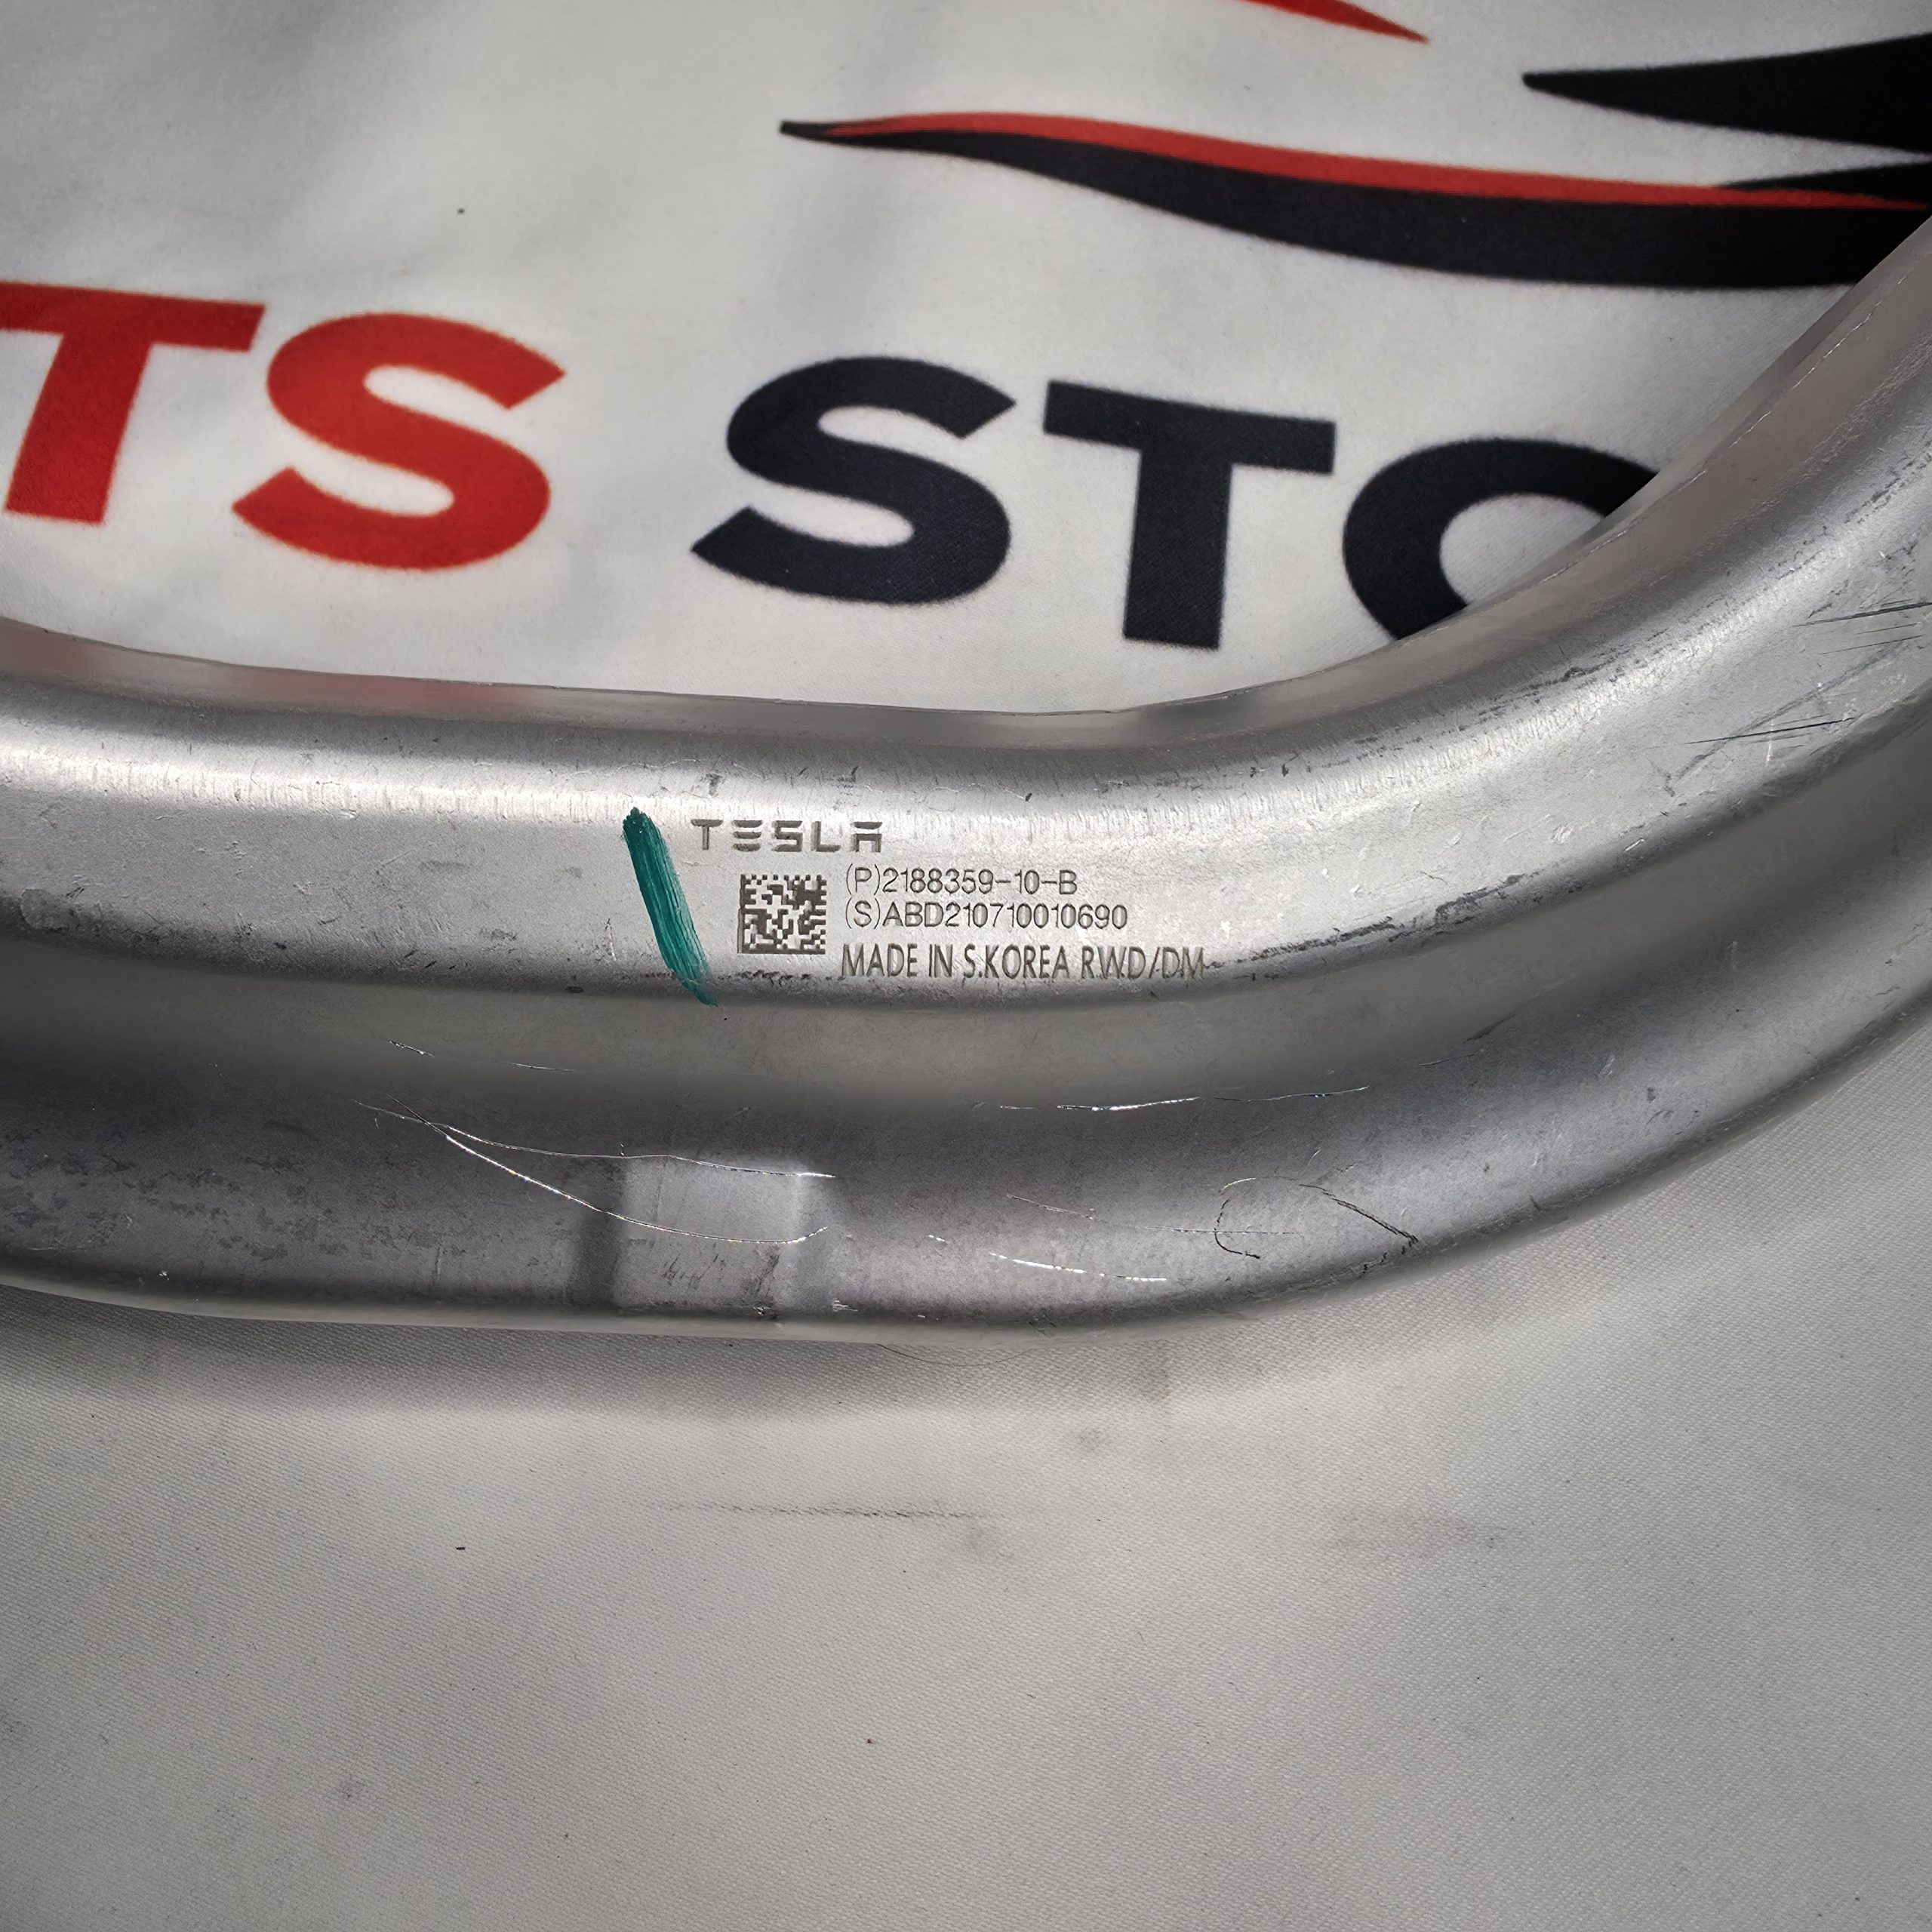 TS STO
TESLA
(P)2188359-10-B
(S)ABD210710010690
MADE IN S.KOREA RWD/DM